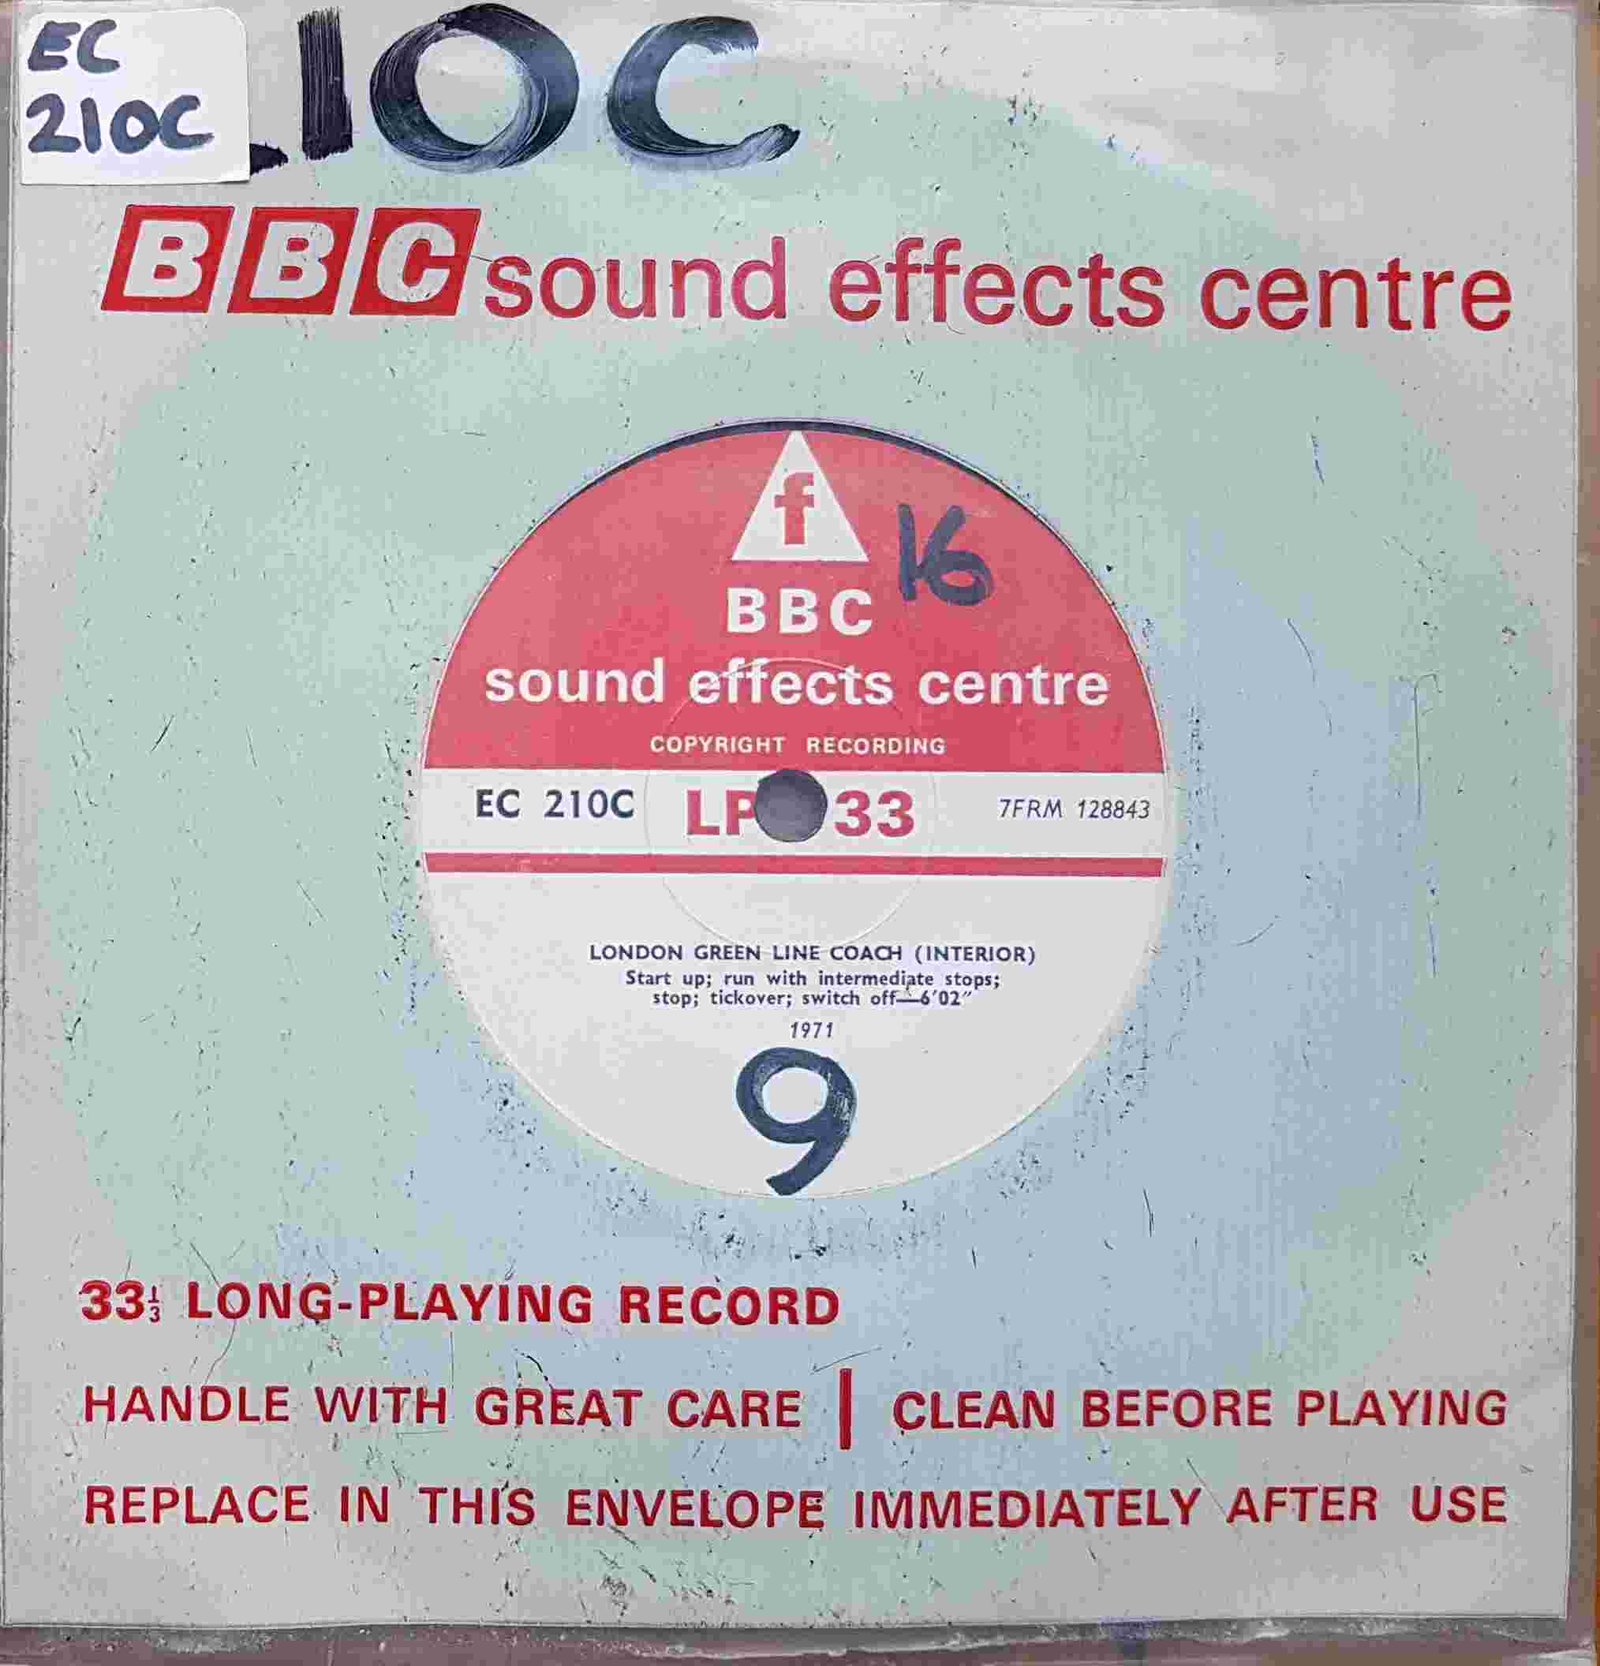 EC
210C
10C
BBC sound effects centre
f
16
BBC
sound effects centre
COPYRIGHT RECORDING
EC 210C LP 33 7FRM 128843
LONDON GREEN LINE COACH (INTERIOR)
Start up; run with intermediate stops;
stop; tickover; switch off—6'02"
1971
9
33⅓ LONG-PLAYING RECORD
HANDLE WITH GREAT CARE | CLEAN BEFORE PLAYING
REPLACE IN THIS ENVELOPE IMMEDIATELY AFTER USE